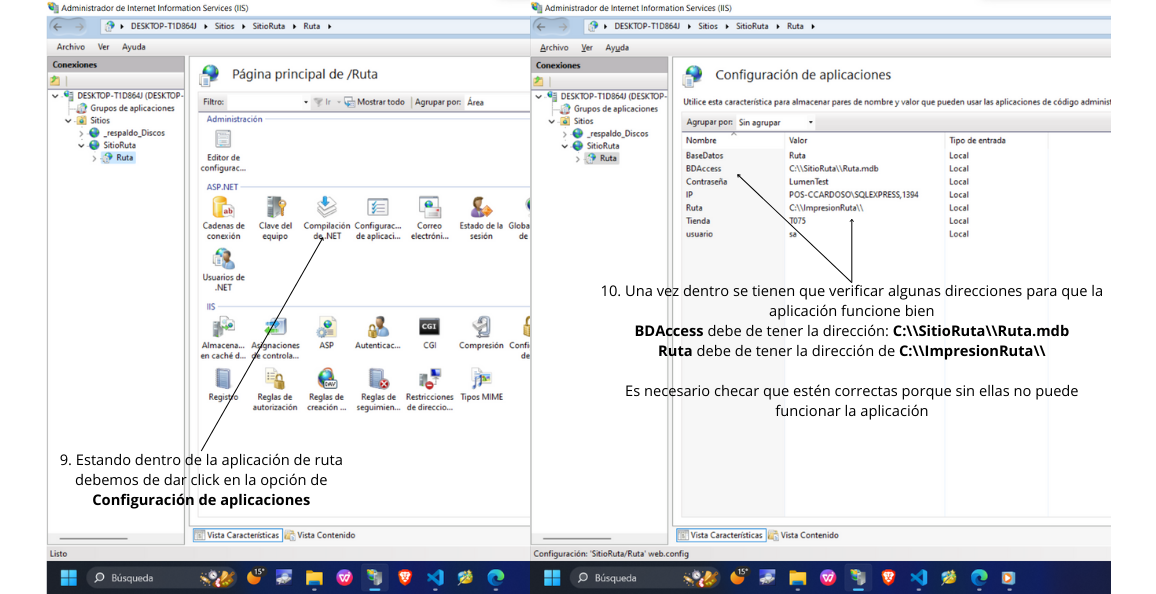 Administrador de Internet Information Services (IIS)
DESKTOP-T1D864J Sitios SitioRuta Ruta
Archivo Ver Ayuda
Conexiones
DESKTOP-T1D864J (DESKTOP-
Grupos de aplicaciones
Sitios
_respaldo_Discos
SitioRuta
Ruta
Página principal de /Ruta
Filtro: Ir Mostrar todo Agrupar por: Área
Administración
Editor de
configurac...
ASP.NET
Cadenas de Clave del Compilación Configurac... Correo Estado de la Globa
conexión equipo de .NET de aplicaci... electróni... sesión de
Usuarios de
.NET
IIS
Almacena... Asignaciones ASP Autenticac... CGI Compresión Confi
en caché d... de controla... de
Registro Reglas de Reglas de Reglas de Restricciones Tipos MIME
autorización creación ... seguimien... de direccio...
9. Estando dentro de la aplicación de ruta
debemos de dar click en la opción de
Configuración de aplicaciones
Vista Características Vista Contenido
Listo
Búsqueda
15°
Administrador de Internet Information Services (IIS)
DESKTOP-T1D864J Sitios SitioRuta Ruta
Archivo Ver Ayuda
Conexiones
DESKTOP-T1D864J (DESKTOP-
Grupos de aplicaciones
Sitios
_respaldo_Discos
SitioRuta
Ruta
Configuración de aplicaciones
Utilice esta característica para almacenar pares de nombre y valor que pueden usar las aplicaciones de código administ
Agrupar por: Sin agrupar
Nombre Valor Tipo de entrada
BaseDatos Ruta Local
BDAccess C:\\SitioRuta\\Ruta.mdb Local
Contraseña LumenTest Local
IP POS-CCARDOSO\SQLEXPRESS,1394 Local
Ruta C:\\ImpresionRuta\\ Local
Tienda T075 Local
usuario sa Local
10. Una vez dentro se tienen que verificar algunas direcciones para que la
aplicación funcione bien
BDAccess debe de tener la dirección: C:\\SitioRuta\\Ruta.mdb
Ruta debe de tener la dirección de C:\\ImpresionRuta\\
Es necesario checar que estén correctas porque sin ellas no puede
funcionar la aplicación
Vista Características Vista Contenido
Configuración: 'SitioRuta/Ruta' web.config
Búsqueda
15°